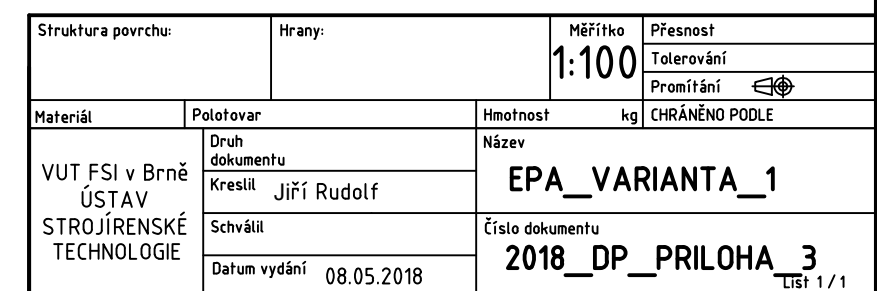 Struktura povrchu:
Hrany:
Měřítko
1:100
Přesnost
Tolerování
Promítání
Materiál
Polotovar
Hmotnost kg
CHRÁNĚNO PODLE
VUT FSI v Brně
ÚSTAV
STROJÍRENSKÉ
TECHNOLOGIE
Druh
dokumentu
Kreslil Jiří Rudolf
Schválil
Datum vydání 08.05.2018
Název
EPA_VARIANTA_1
Číslo dokumentu
2018_DP_PRILOHA_3
List 1/1